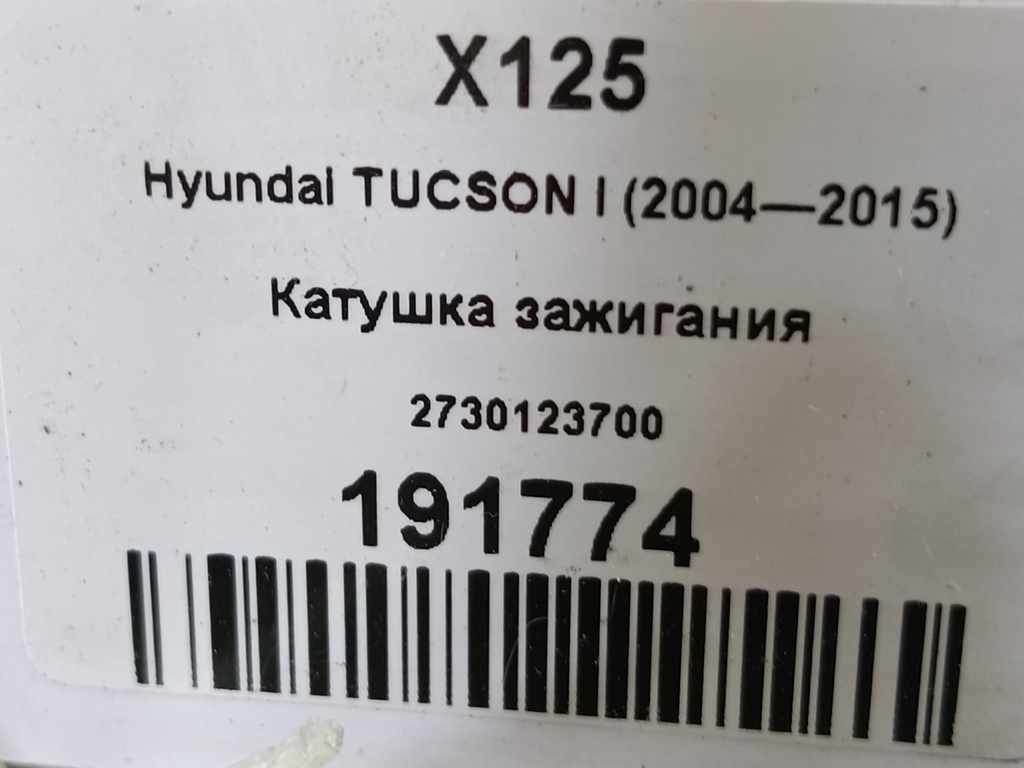 X125
Hyundai TUCSON I (2004—2015)
Катушка зажигания
2730123700
191774